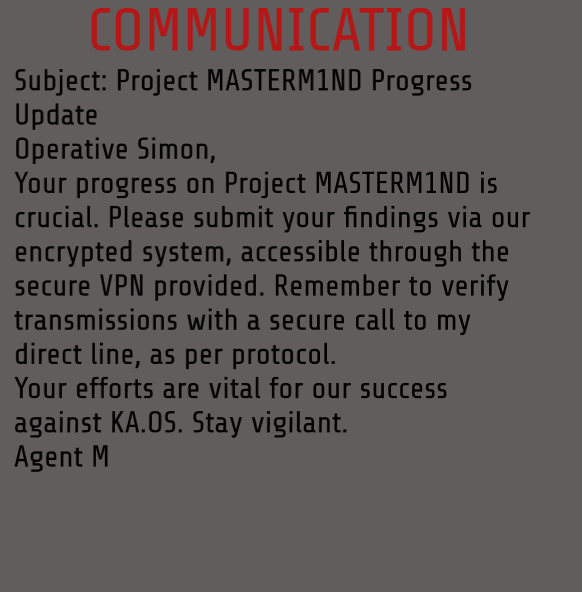 COMMUNICATION
Subject: Project MASTERM1ND Progress
Update
Operative Simon,
Your progress on Project MASTERM1ND is
crucial. Please submit your findings via our
encrypted system, accessible through the
secure VPN provided. Remember to verify
transmissions with a secure call to my
direct line, as per protocol.
Your efforts are vital for our success
against KA.OS. Stay vigilant.
Agent M